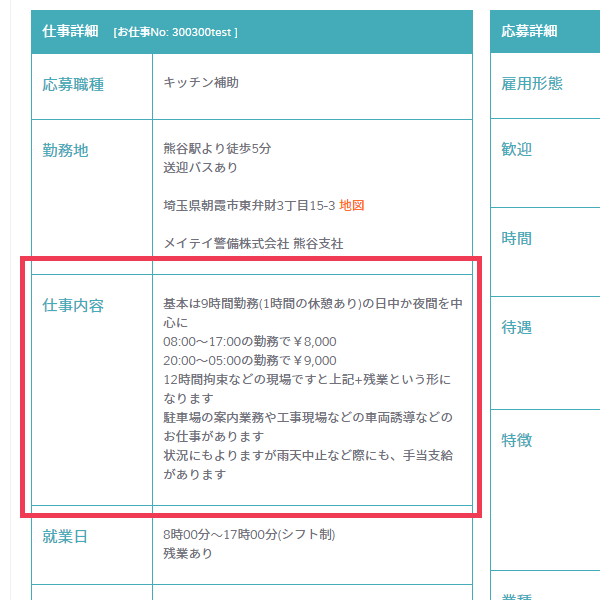 仕事詳細 [お仕事No: 300300test ]
応募職種
キッチン補助
勤務地
熊谷駅より徒歩5分
送迎バスあり
埼玉県朝霞市東弁財3丁目15-3 地図
メイテイ警備株式会社 熊谷支社
仕事内容
基本は9時間勤務(1時間の休憩あり)の日中か夜間を中
心に
08:00～17:00の勤務で￥8,000
20:00～05:00の勤務で￥9,000
12時間拘束などの現場ですと上記+残業という形に
なります
駐車場の案内業務や工事現場などの車両誘導などの
お仕事があります
状況にもよりますが雨天中止など際にも、手当支給
があります
就業日
8時00分～17時00分(シフト制)
残業あり
応募詳細
雇用形態
歓迎
時間
待遇
特徴